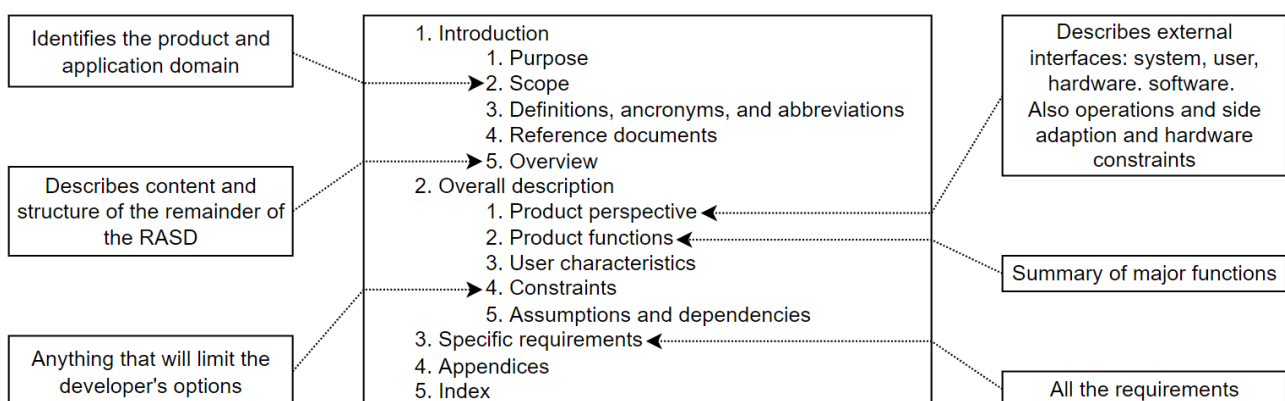 Identifies the product and
application domain
Describes content and
structure of the remainder of
the RASD
Anything that will limit the
developer's options
1. Introduction
1. Purpose
2. Scope
3. Definitions, ancronyms, and abbreviations
4. Reference documents
5. Overview
2. Overall description
1. Product perspective
2. Product functions
3. User characteristics
4. Constraints
5. Assumptions and dependencies
3. Specific requirements
4. Appendices
5. Index
Describes external
interfaces: system, user,
hardware. software.
Also operations and side
adaption and hardware
constraints
Summary of major functions
All the requirements